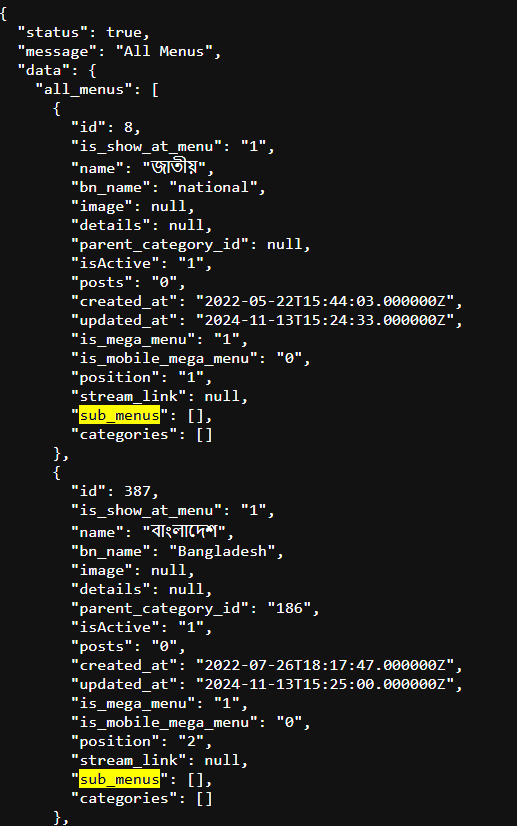 {
"status": true,
"message": "All Menus",
"data": {
"all_menus": [
{
"id": 8,
"is_show_at_menu": "1",
"name": "জাতীয়",
"bn_name": "national",
"image": null,
"details": null,
"parent_category_id": null,
"isActive": "1",
"posts": "0",
"created_at": "2022-05-22T15:44:03.000000Z",
"updated_at": "2024-11-13T15:24:33.000000Z",
"is_mega_menu": "1",
"is_mobile_mega_menu": "0",
"position": "1",
"stream_link": null,
"sub_menus": [],
"categories": []
},
{
"id": 387,
"is_show_at_menu": "1",
"name": "বাংলাদেশ",
"bn_name": "Bangladesh",
"image": null,
"details": null,
"parent_category_id": "186",
"isActive": "1",
"posts": "0",
"created_at": "2022-07-26T18:17:47.000000Z",
"updated_at": "2024-11-13T15:25:00.000000Z",
"is_mega_menu": "1",
"is_mobile_mega_menu": "0",
"position": "2",
"stream_link": null,
"sub_menus": [],
"categories": []
},